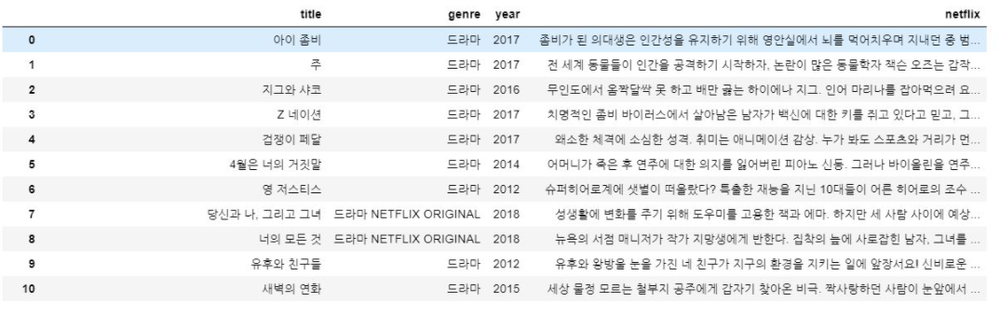 title genre year netflix
0 아이 좀비 드라마 2017 좀비가 된 의대생은 인간성을 유지하기 위해 영안실에서 뇌를 먹어치우며 지내던 중 범...
1 주 드라마 2017 전 세계 동물들이 인간을 공격하기 시작하자, 논란이 많은 동물학자 잭슨 오즈는 갑작...
2 지그와 샤코 드라마 2016 무인도에서 옴짝달싹 못 하고 배만 곯는 하이에나 지그. 인어 마리나를 잡아먹으려 요...
3 Z 네이션 드라마 2017 치명적인 좀비 바이러스에서 살아남은 남자가 백신에 대한 키를 쥐고 있다고 믿고, 그...
4 겁쟁이 페달 드라마 2017 왜소한 체격에 소심한 성격. 취미는 애니메이션 감상. 누가 봐도 스포츠와 거리가 먼...
5 4월은 너의 거짓말 드라마 2014 어머니가 죽은 후 연주에 대한 의지를 잃어버린 피아노 신동. 그러나 바이올린을 연주...
6 영 저스티스 드라마 2012 슈퍼히어로계에 샛별이 떠올랐다? 특출한 재능을 지닌 10대들이 어른 히어로의 조수 ...
7 당신과 나, 그리고 그녀 드라마 NETFLIX ORIGINAL 2018 성생활에 변화를 주기 위해 도우미를 고용한 잭과 에마. 하지만 세 사람 사이에 예상...
8 너의 모든 것 드라마 NETFLIX ORIGINAL 2018 뉴욕의 서점 매니저가 작가 지망생에게 반한다. 집착의 늪에 사로잡힌 남자, 그녀를 ...
9 유후와 친구들 드라마 2012 유후와 왕방울 눈을 가진 네 친구가 지구의 환경을 지키는 일에 앞장서요! 신비로운 ...
10 새벽의 연화 드라마 2015 세상 물정 모르는 철부지 공주에게 갑자기 찾아온 비극. 짝사랑하던 사람이 눈앞에서 ...